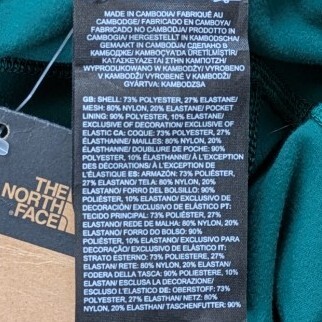 MADE IN CAMBODIA/ FABRIQUÉ AU
CAMBODGE/ FABRICADO EN CAMBOYA/
FABRICADO NO CAMBOJA/ PRODOTTO IN
CAMBOGIA/ HERGESTELLT IN KAMBODSCHA/
GEMAAKT IN CAMBODJA/ СДЕЛАНО В
КАМБОДЖЕ/ KAMBOÇYA'DA ÜRETİLMİŞTİR/
ΚΑΤΑΣΚΕΥΑΖΕΤΑΙ ΣΤΗΝ ΚΑΜΠΟΤΖΗ/
WYPRODUKOWANO W KAMBODŻY/ VYROBENO V
KAMBODŽI/ VYROBENÉ V KAMBODŽI/
GYÁRTVA: KAMBODZSA
GB: SHELL: 73% POLYESTER, 27% ELASTANE/
MESH: 80% NYLON, 20% ELASTANE/ POCKET
LINING: 90% POLYESTER, 10% ELASTANE/
EXCLUSIVE OF DECORATION/ EXCLUSIVE OF
ELASTIC CA: COQUE: 73% POLYESTER, 27%
ÉLASTHANNE/ MAILLES: 80% NYLON, 20%
ÉLASTHANNE/ DOUBLURE DE POCHE: 90%
POLYESTER, 10% ÉLASTHANNE/ À L'EXCEPTION
DES DÉCORATIONS/ À L'EXCEPTION DE
L'ÉLASTIQUE ES: ARMAZÓN: 73% POLIÉSTER,
27% ELASTANO/ TELA: 80% NILÓN, 20%
ELASTANO/ FORRO DEL BOLSILLO: 90%
POLIÉSTER, 10% ELASTANO/ EXCLUSIVO DE
DECORACIÓN/ EXCLUSIVO DE ELÁSTICO PT:
TECIDO PRINCIPAL: 73% POLIÉSTER, 27%
ELASTANO/ REDE DE MALHA: 80% NYLON, 20%
ELASTANO/ FORRO DO BOLSO: 90%
POLIÉSTER, 10% ELASTANO/ EXCLUSIVO PARA
DECORAÇÃO/ EXCLUSIVO DE ELÁSTICO IT:
STRATO ESTERNO: 73% POLIESTERE, 27%
ELASTAN/ RETE: 80% NYLON, 20% ELASTAN/
FODERA DELLA TASCA: 90% POLIESTERE, 10%
ELASTAN/ ESCLUSA LA DECORAZIONE/
ESCLUSO L'ELASTICO DE: OBERSTOFF: 73%
POLYESTER, 27% ELASTHAN/ NETZ: 80%
NYLON, 20% ELASTHAN/ TASCHENFUTTER: 90%
THE
NORTH
FACE